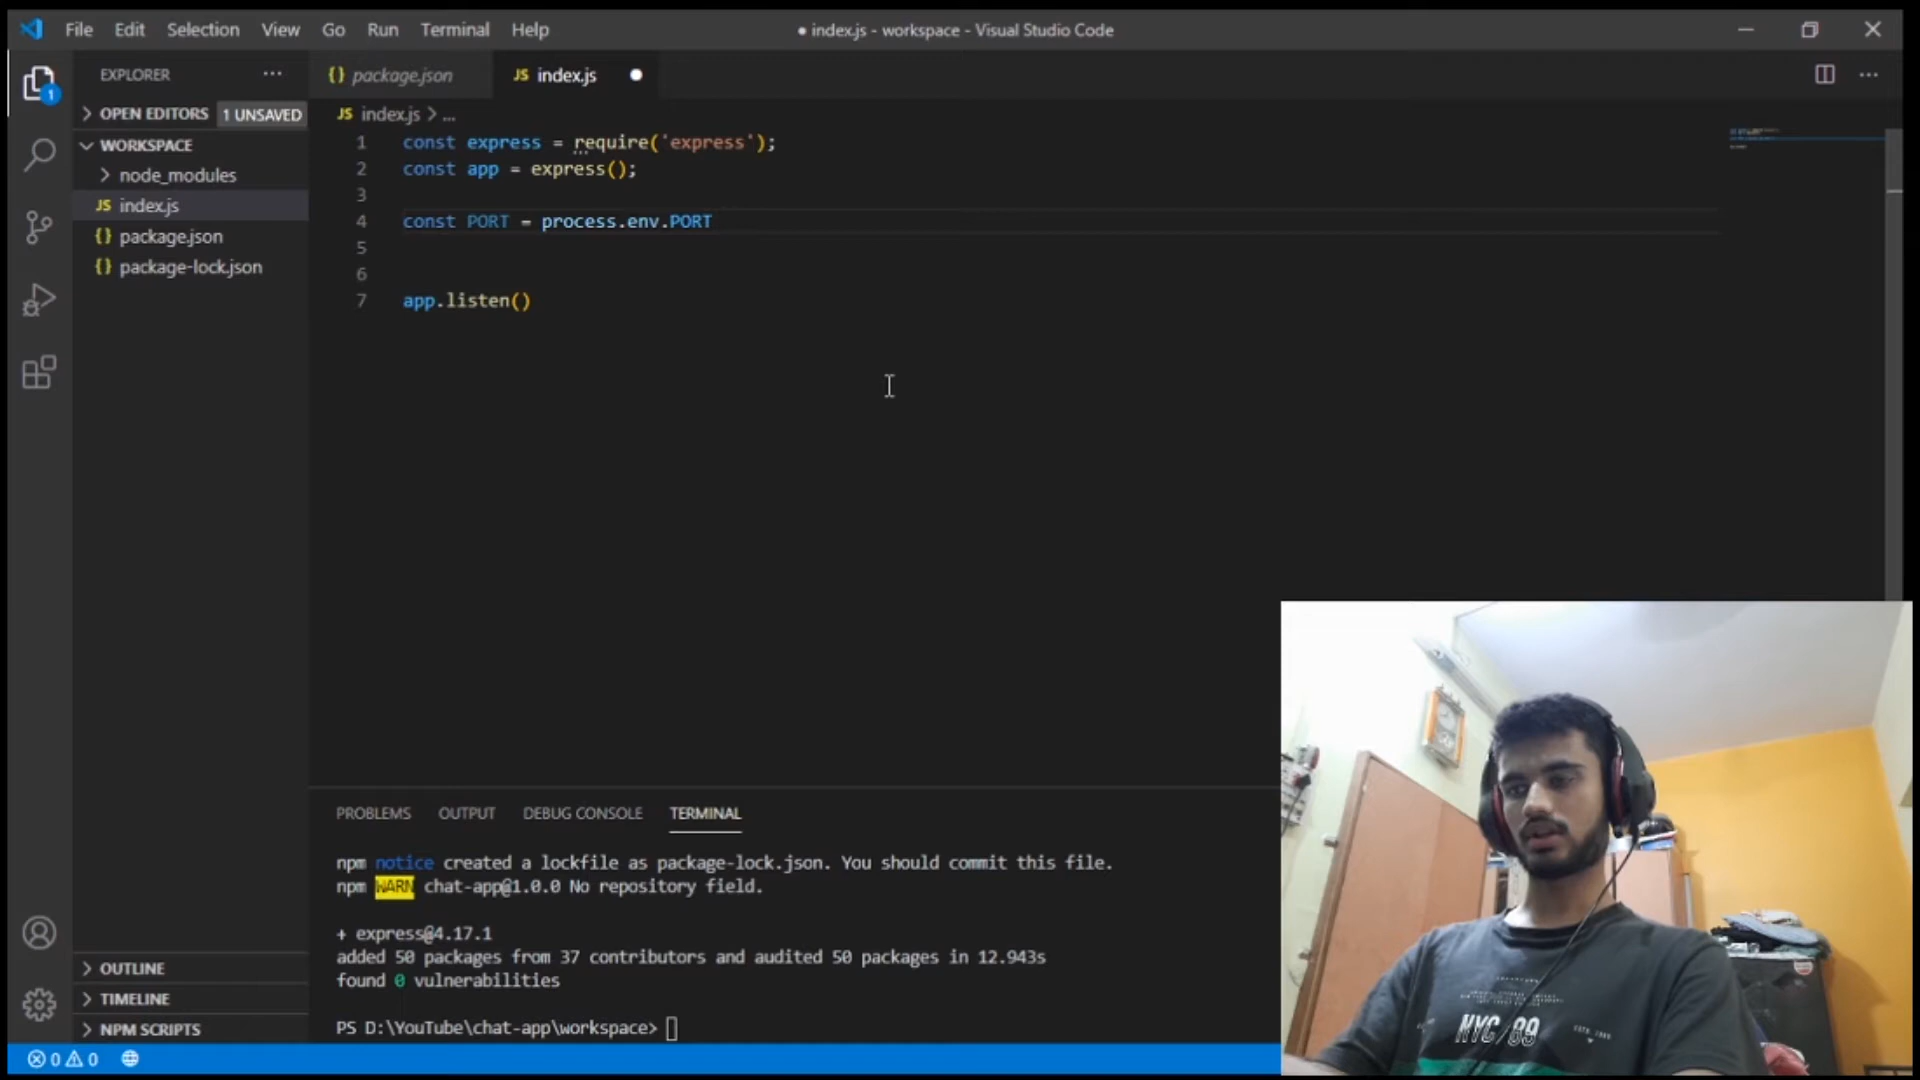 File Edit Selection View Go Run Terminal Help
● index.js - workspace - Visual Studio Code
EXPLORER ...
1
OPEN EDITORS 1 UNSAVED
WORKSPACE
node_modules
JS index.js
{} package.json
{} package-lock.json
OUTLINE
TIMELINE
NPM SCRIPTS
{} package.json
JS index.js ●
JS index.js > ...
1 const express = require('express');
2 const app = express();
3
4 const PORT = process.env.PORT
5
6
7 app.listen()
PROBLEMS OUTPUT DEBUG CONSOLE TERMINAL
npm notice created a lockfile as package-lock.json. You should commit this file.
npm WARN chat-app@1.0.0 No repository field.
+ express@4.17.1
added 50 packages from 37 contributors and audited 50 packages in 12.943s
found 0 vulnerabilities
PS D:\YouTube\chat-app\workspace>
0 0
NYC/89